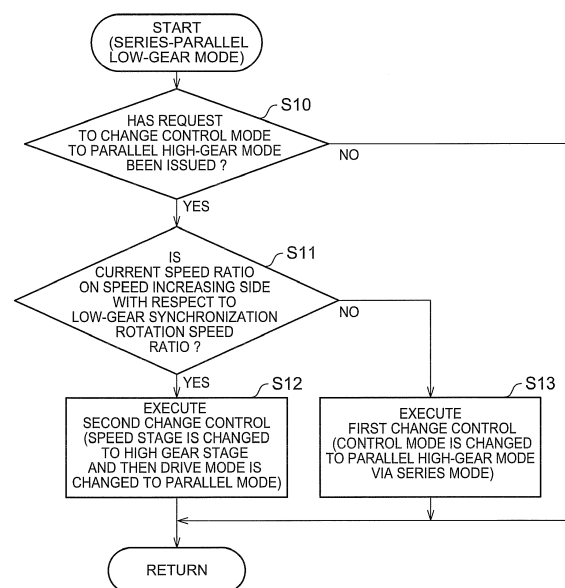 START
(SERIES-PARALLEL
LOW-GEAR MODE)
S10
HAS REQUEST
TO CHANGE CONTROL MODE
TO PARALLEL HIGH-GEAR MODE
BEEN ISSUED ?
NO
YES
S11
IS
CURRENT SPEED RATIO
ON SPEED INCREASING SIDE
WITH RESPECT TO
LOW-GEAR SYNCHRONIZATION
ROTATION SPEED
RATIO ?
NO
YES
S12
EXECUTE
SECOND CHANGE CONTROL
(SPEED STAGE IS CHANGED
TO HIGH GEAR STAGE
AND THEN DRIVE MODE IS
CHANGED TO PARALLEL MODE)
S13
EXECUTE
FIRST CHANGE CONTROL
(CONTROL MODE IS CHANGED
TO PARALLEL HIGH-GEAR MODE
VIA SERIES MODE)
RETURN